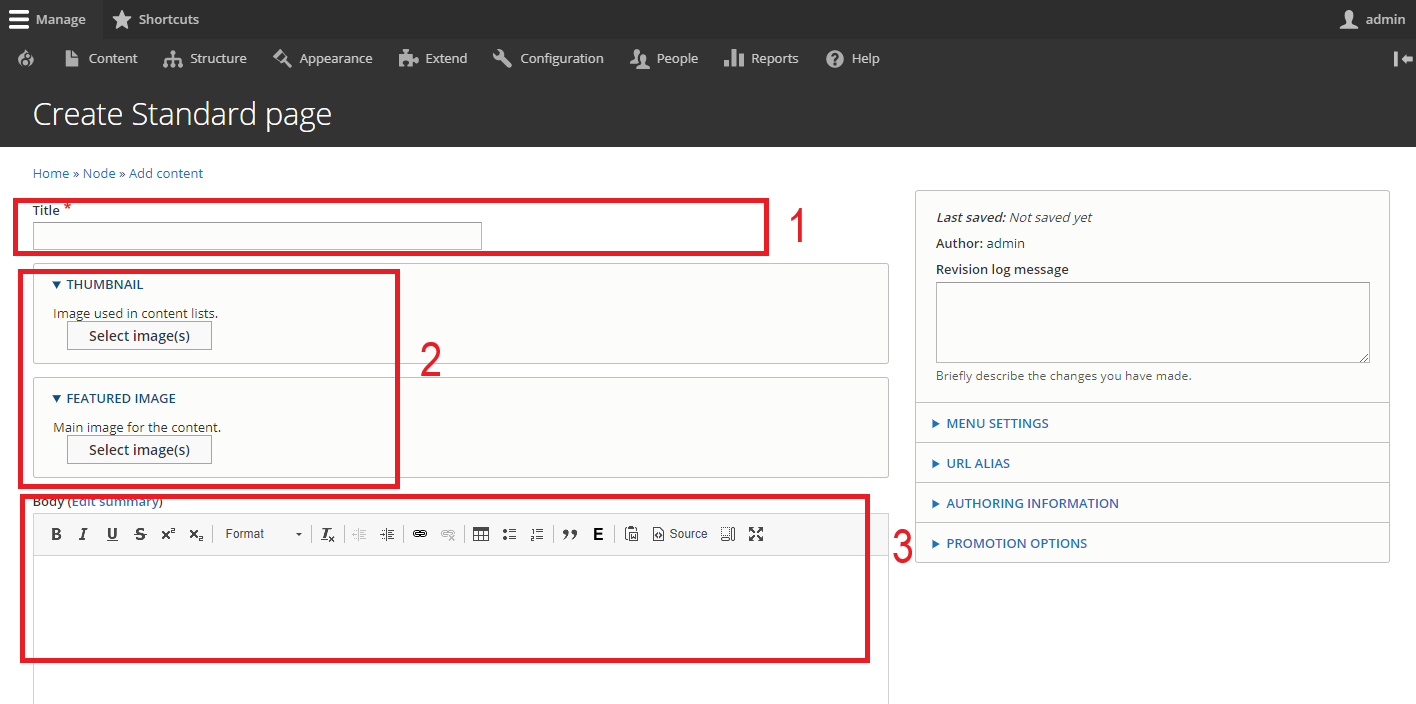 Manage Shortcuts admin
Content Structure Appearance Extend Configuration People Reports Help
Create Standard page
Home » Node » Add content
Title *
1
THUMBNAIL
Image used in content lists.
Select image(s)
2
FEATURED IMAGE
Main image for the content.
Select image(s)
Body (Edit summary)
B I U S x² x₂ Format Tx E Source
3
Last saved: Not saved yet
Author: admin
Revision log message
Briefly describe the changes you have made.
MENU SETTINGS
URL ALIAS
AUTHORING INFORMATION
PROMOTION OPTIONS